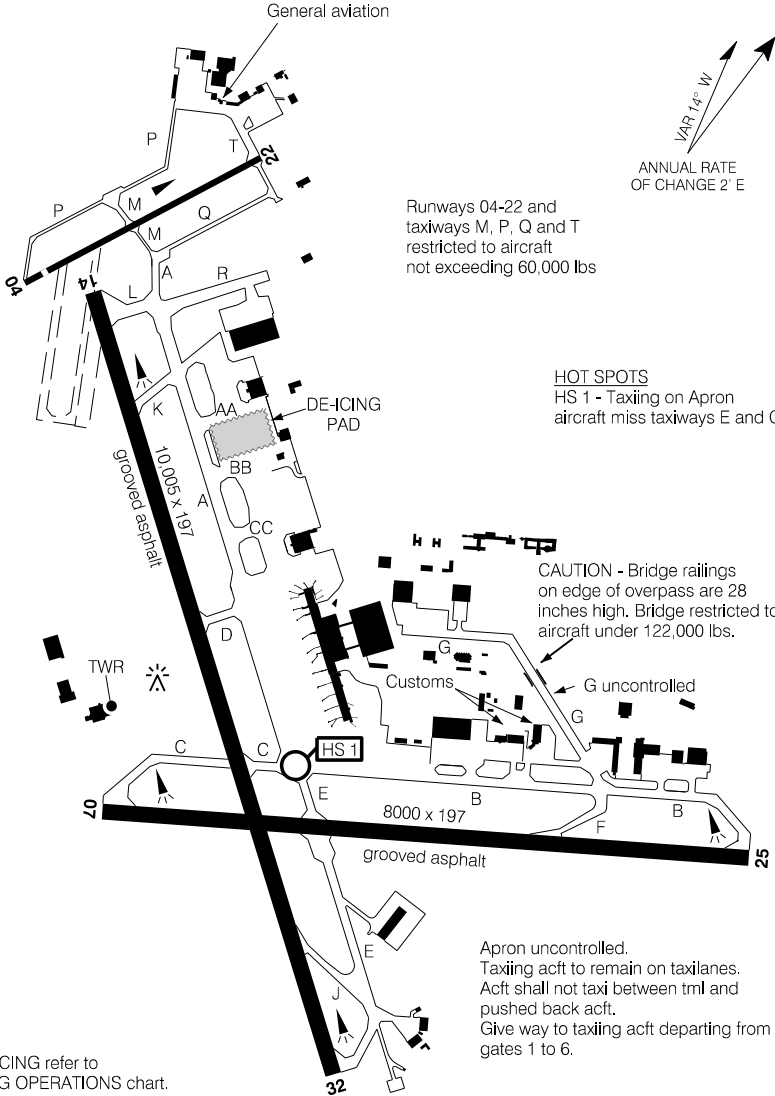 General aviation
VAR 14° W
ANNUAL RATE
OF CHANGE 2' E
P
T
22
P
M
Q
M
Runways 04-22 and
taxiways M, P, Q and T
restricted to aircraft
not exceeding 60,000 lbs
04
14
A
R
L
HOT SPOTS
HS 1 - Taxiing on Apron
aircraft miss taxiways E and
K
AA
DE-ICING
PAD
BB
10,005 x 197
grooved asphalt
A
CC
CAUTION - Bridge railings
on edge of overpass are 28
inches high. Bridge restricted to
aircraft under 122,000 lbs.
D
G
TWR
Customs
G uncontrolled
G
C
C
HS 1
E
B
B
07
8000 x 197
F
grooved asphalt
25
E
Apron uncontrolled.
Taxiing acft to remain on taxilanes.
Acft shall not taxi between tml and
pushed back acft.
Give way to taxiing acft departing from
gates 1 to 6.
J
CING refer to
G OPERATIONS chart.
32